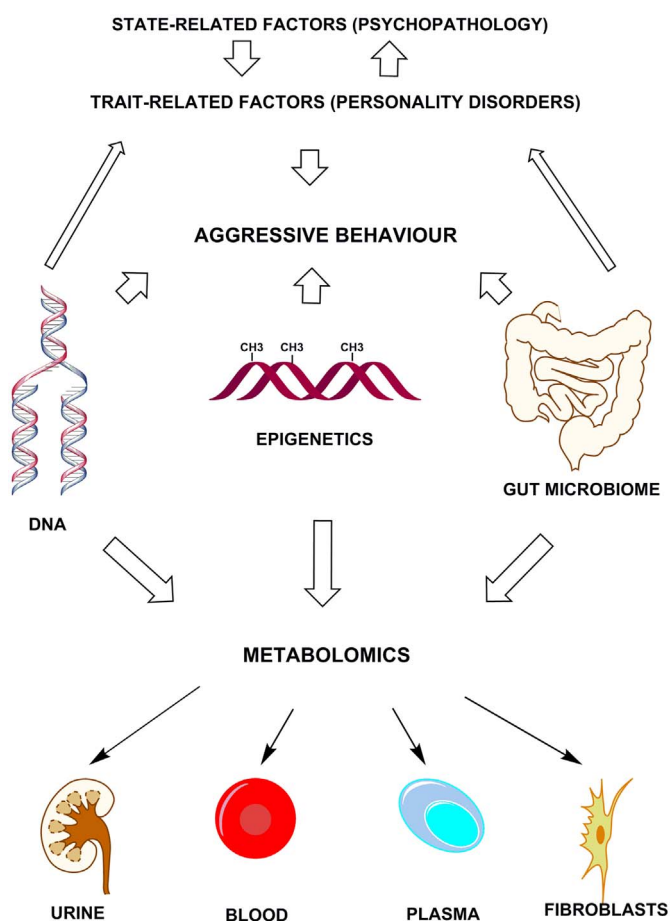 STATE-RELATED FACTORS (PSYCHOPATHOLOGY)
TRAIT-RELATED FACTORS (PERSONALITY DISORDERS)
AGGRESSIVE BEHAVIOUR
CH3 CH3 CH3
EPIGENETICS
GUT MICROBIOME
DNA
METABOLOMICS
URINE
BLOOD
PLASMA
FIBROBLASTS